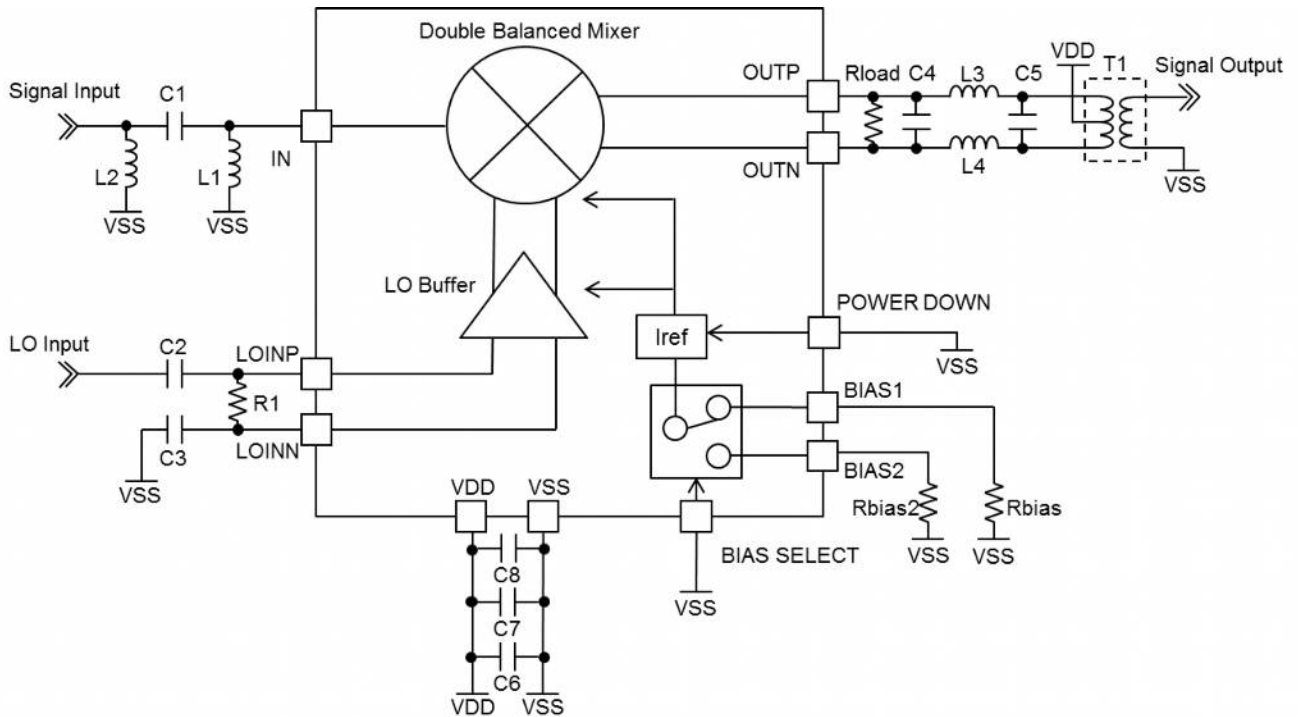 Double Balanced Mixer
Signal Input
C1
L2
L1
VSS
VSS
IN
OUTP
OUTN
Rload
C4
L3
C5
L4
VDD
T1
Signal Output
VSS
LO Buffer
LO Input
C2
LOINP
R1
LOINN
C3
VSS
Iref
POWER DOWN
VSS
BIAS1
BIAS2
Rbias2
Rbias
VSS
VSS
VDD
VSS
C8
C7
C6
VDD
VSS
BIAS SELECT
VSS